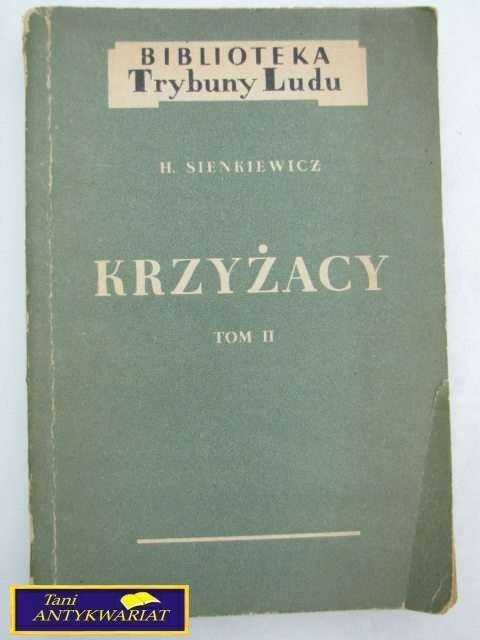 BIBLIOTEKA
Trybuny Ludu
H. SIENKIEWICZ
KRZYŻACY
TOM II
Tani
ANTYKWARIAT